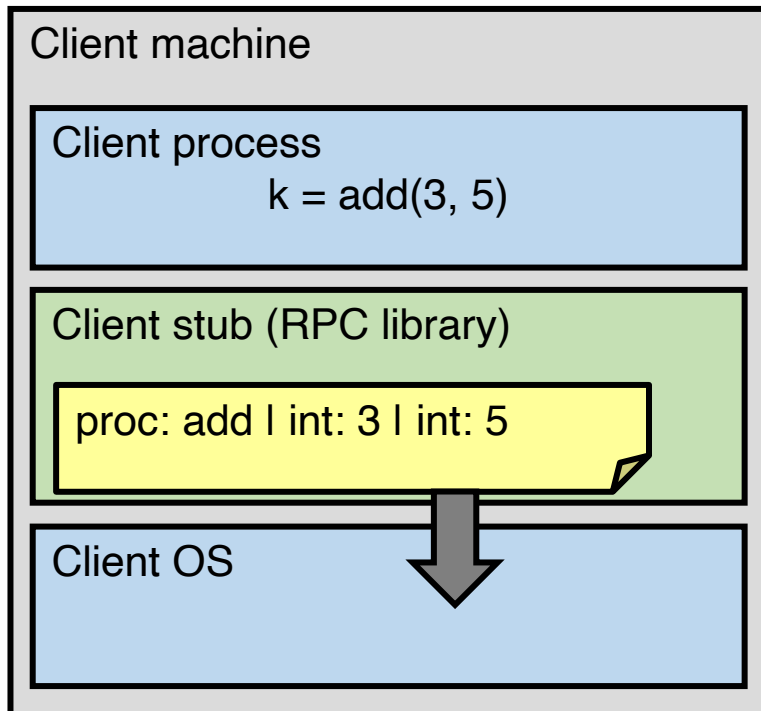 Client machine
Client process
k = add(3, 5)
Client stub (RPC library)
proc: add | int: 3 | int: 5
Client OS